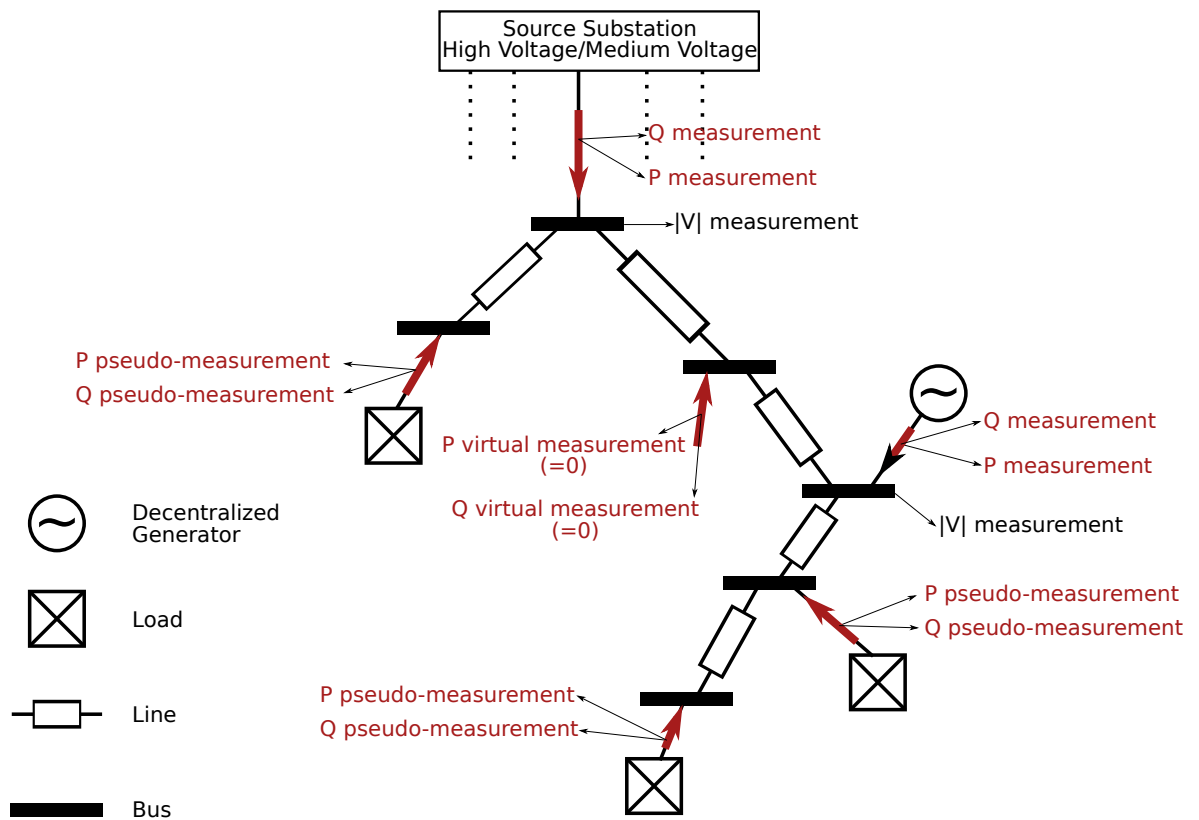 Source Substation
High Voltage/Medium Voltage
Q measurement
P measurement
|V| measurement
P pseudo-measurement
Q pseudo-measurement
P virtual measurement
(=0)
Q virtual measurement
(=0)
Q measurement
P measurement
|V| measurement
P pseudo-measurement
Q pseudo-measurement
P pseudo-measurement
Q pseudo-measurement
Decentralized
Generator
Load
Line
Bus